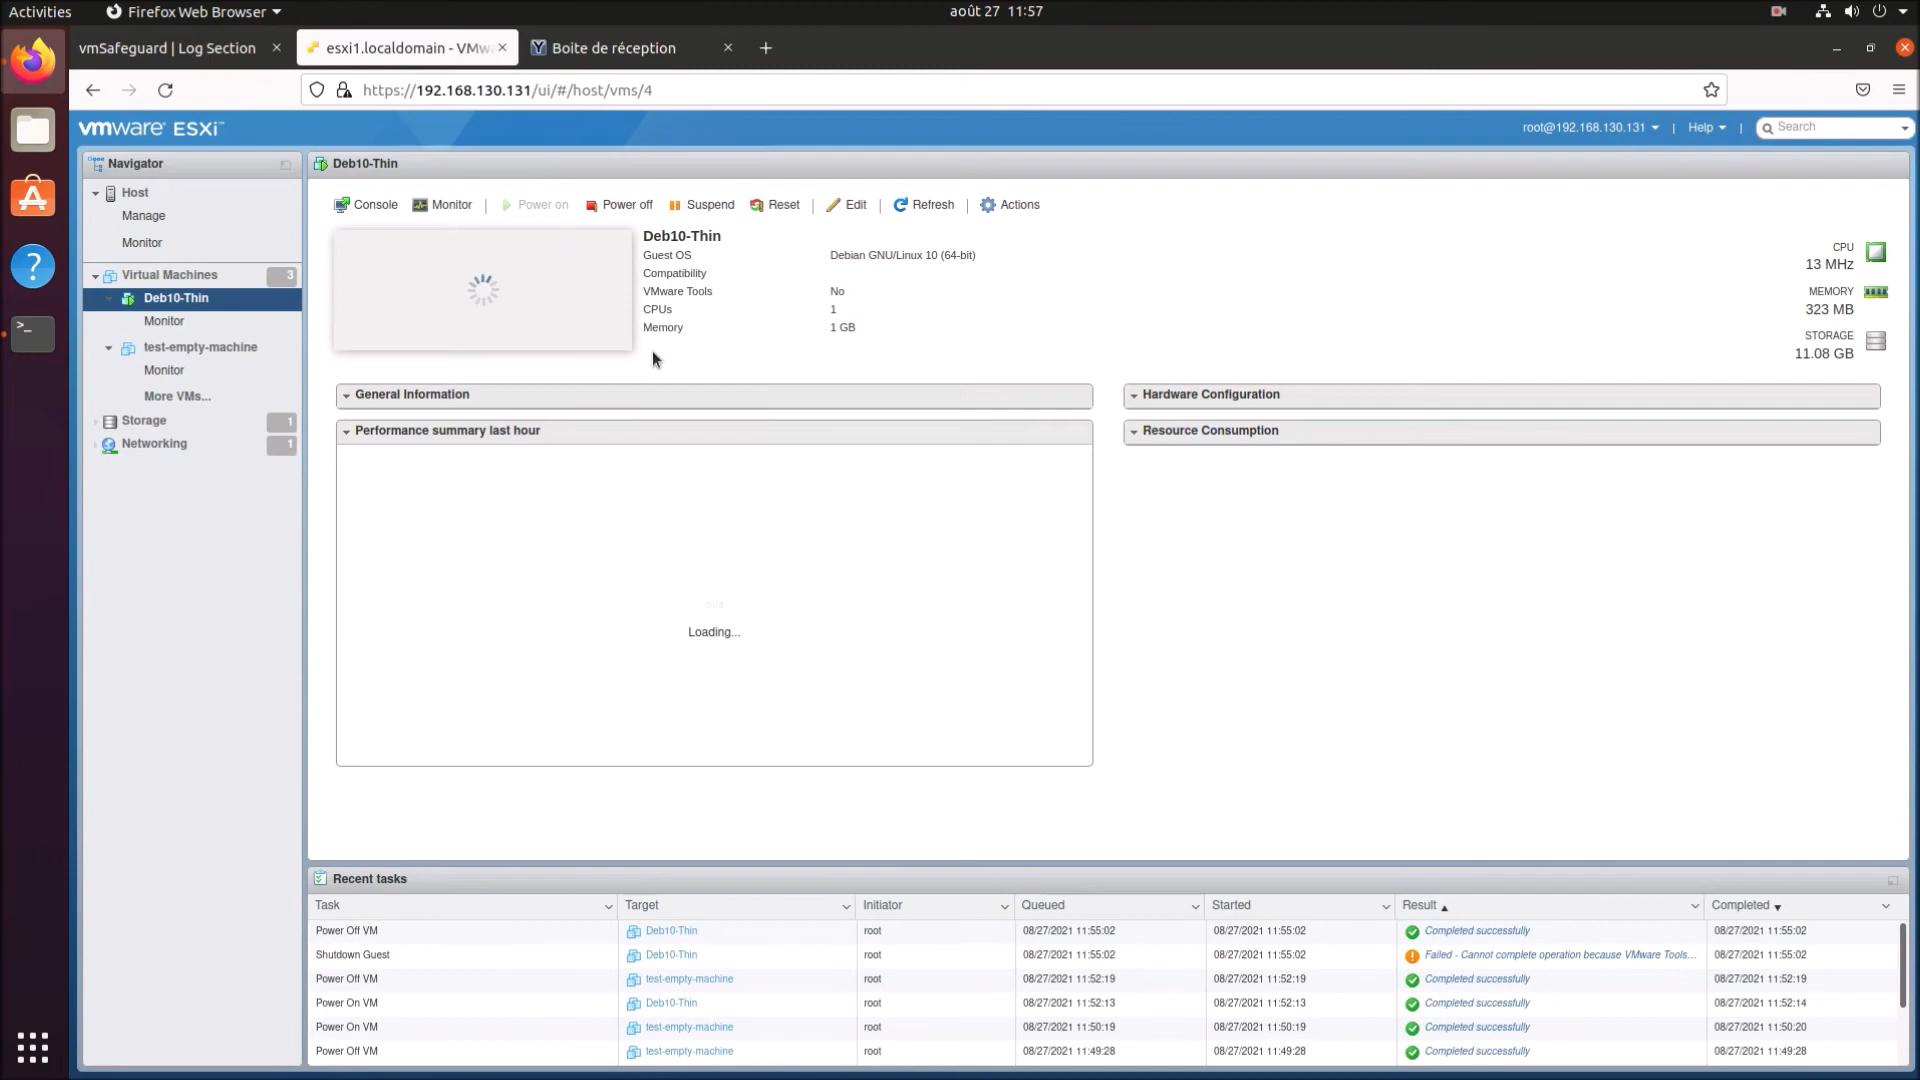 Activities
Firefox Web Browser
août 27 11:57
vmSafeguard | Log Section
esxi1.localdomain - VMw
Boite de réception
https://192.168.130.131/ui/#/host/vms/4
vmware ESXi™
root@192.168.130.131
|
Help
|
Search
Navigator
Host
Manage
Monitor
Virtual Machines
3
Deb10-Thin
Monitor
test-empty-machine
Monitor
More VMs...
Storage
1
Networking
1
Deb10-Thin
Console
Monitor
Power on
Power off
Suspend
Reset
Edit
Refresh
Actions
Deb10-Thin
Guest OS
Debian GNU/Linux 10 (64-bit)
Compatibility
VMware Tools
No
CPUs
1
Memory
1 GB
CPU
13 MHz
MEMORY
323 MB
STORAGE
11.08 GB
General Information
Hardware Configuration
Performance summary last hour
Resource Consumption
Loading...
Recent tasks
Task Target Initiator Queued Started Result Completed
Power Off VM Deb10-Thin root 08/27/2021 11:55:02 08/27/2021 11:55:02 Completed successfully 08/27/2021 11:55:02
Shutdown Guest Deb10-Thin root 08/27/2021 11:55:02 08/27/2021 11:55:02 Failed - Cannot complete operation because VMware Tools... 08/27/2021 11:55:02
Power Off VM test-empty-machine root 08/27/2021 11:52:19 08/27/2021 11:52:19 Completed successfully 08/27/2021 11:52:19
Power On VM Deb10-Thin root 08/27/2021 11:52:13 08/27/2021 11:52:13 Completed successfully 08/27/2021 11:52:14
Power On VM test-empty-machine root 08/27/2021 11:50:19 08/27/2021 11:50:19 Completed successfully 08/27/2021 11:50:20
Power Off VM test-empty-machine root 08/27/2021 11:49:28 08/27/2021 11:49:28 Completed successfully 08/27/2021 11:49:28